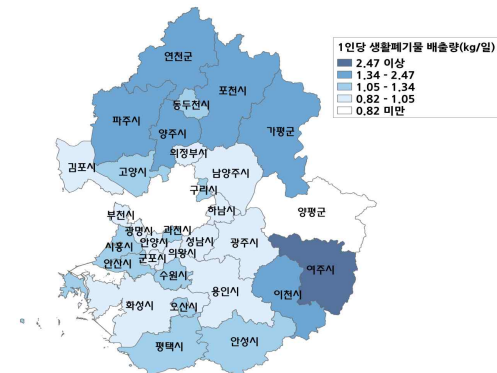 1인당 생활폐기물 배출량(kg/일)
2,47 이상
1,34 - 2,47
1,05 - 1,34
0,82 - 1,05
0,82 미만
연천군
포천시
동두천시
파주시
양주시
가평군
의정부시
김포시
고양시
남양주시
구리시
하남시
양평군
부천시
광명시
과천시
시흥시
안양시
성남시
광주시
안산시
군포시
의왕시
여주시
수원시
이천시
화성시
용인시
오산시
평택시
안성시